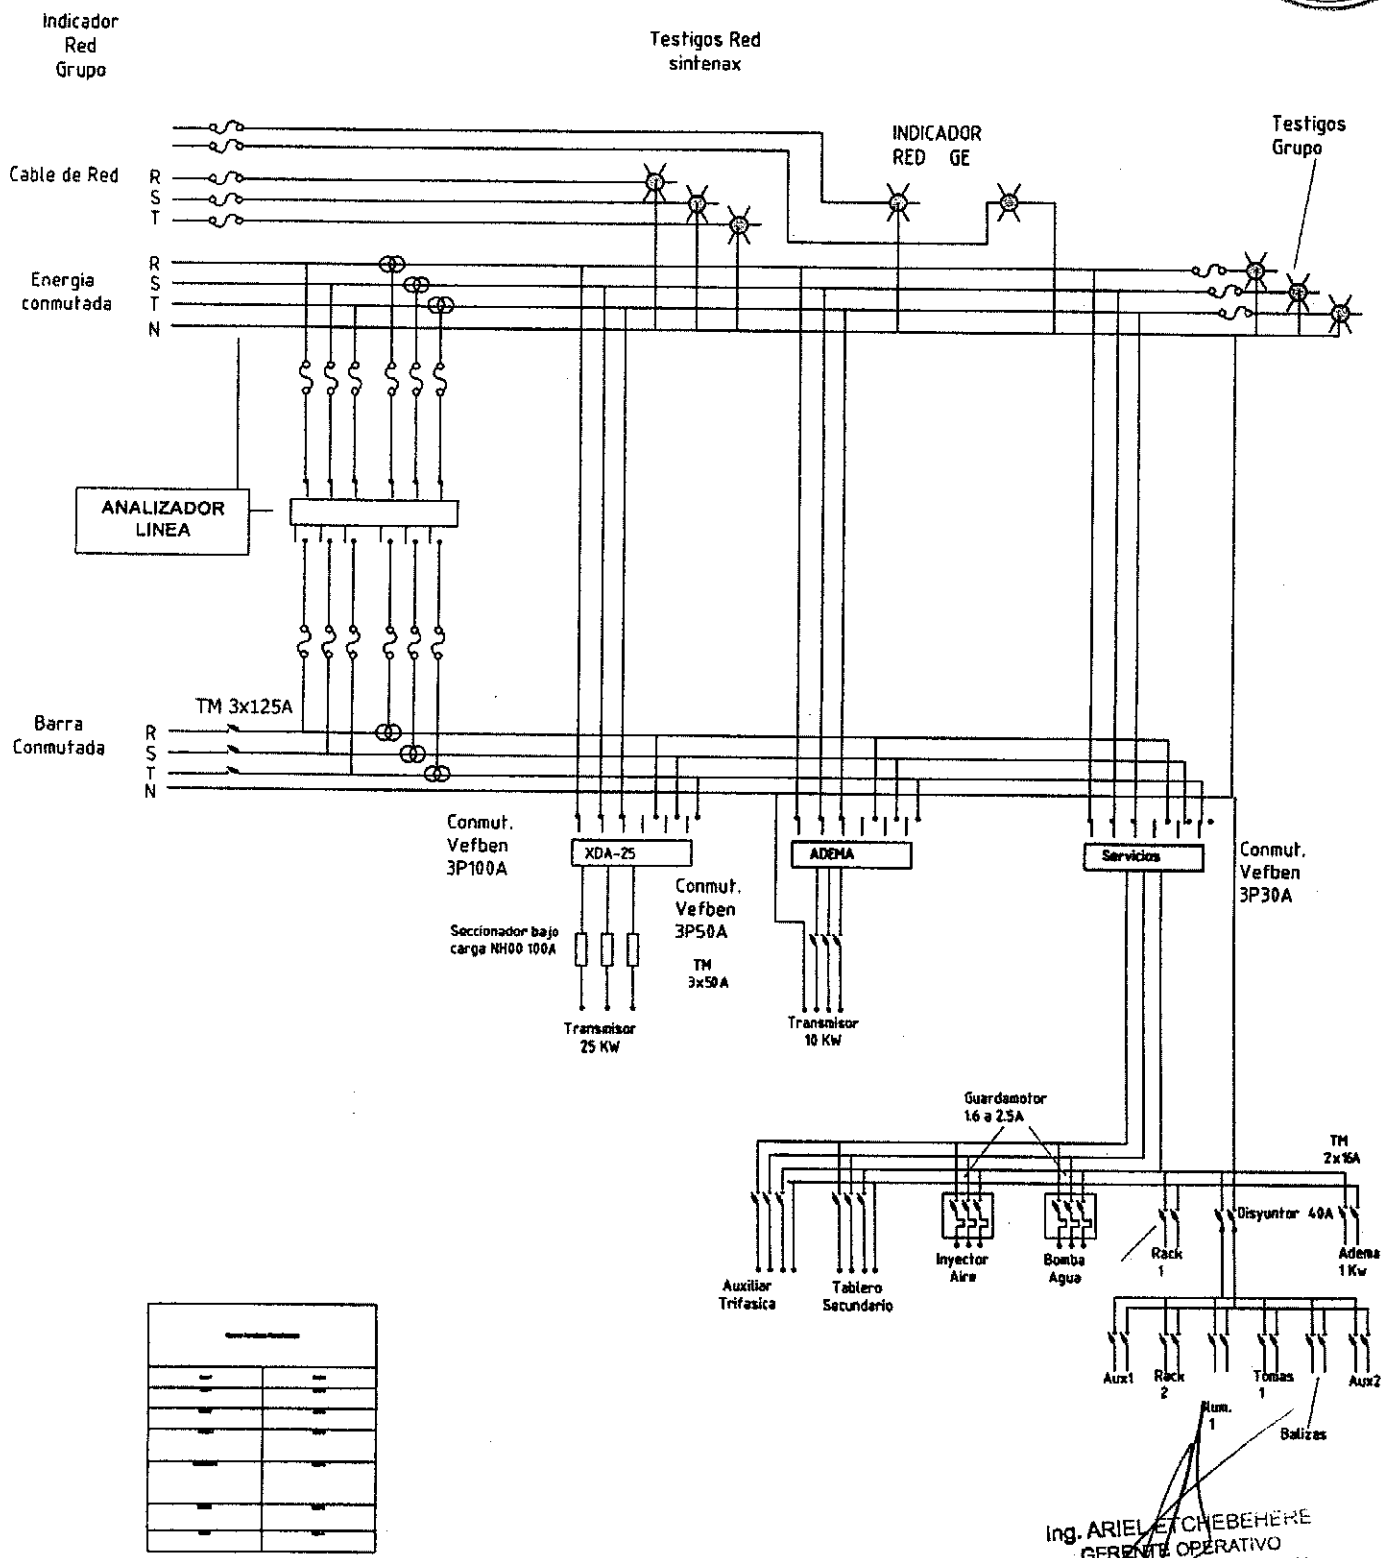 Indicador
Red
Grupo
Testigos Red
sintenax
INDICADOR
RED GE
Testigos
Grupo
Cable de Red
R
S
T
Energia
conmutada
R
S
T
N
ANALIZADOR
LINEA
TM 3x125A
Barra
Conmutada
R
S
T
N
Conmut.
Vefben
3P100A
XDA-25
Conmut.
Vefben
3P50A
ADEMA
Servicios
Conmut.
Vefben
3P30A
Seccionador bajo
carga NH00 100A
TM
3x50A
Transmisor
25 KW
Transmisor
10 KW
Guardamotor
1.6 a 2.5A
TM
2x16A
Disyuntor 40A
Auxiliar
Trifasica
Tablero
Secundario
Inyector
Aire
Bomba
Agua
Rack
1
Adema
1 Kw
Aux1
Rack
2
Ilum.
1
Tomas
1
Balizas
Aux2
Ing. ARIEL ETCHEBEHERE
GERENTE OPERATIVO